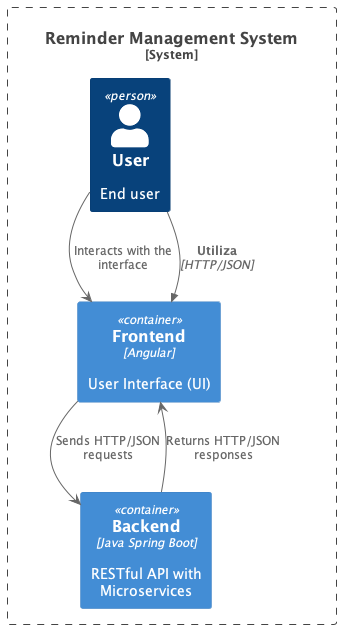 Reminder Management System
[System]
«person»
User
End user
Interacts with the
interface
Utiliza
[HTTP/JSON]
«container»
Frontend
[Angular]
User Interface (UI)
Sends HTTP/JSON
requests
Returns HTTP/JSON
responses
«container»
Backend
[Java Spring Boot]
RESTful API with
Microservices